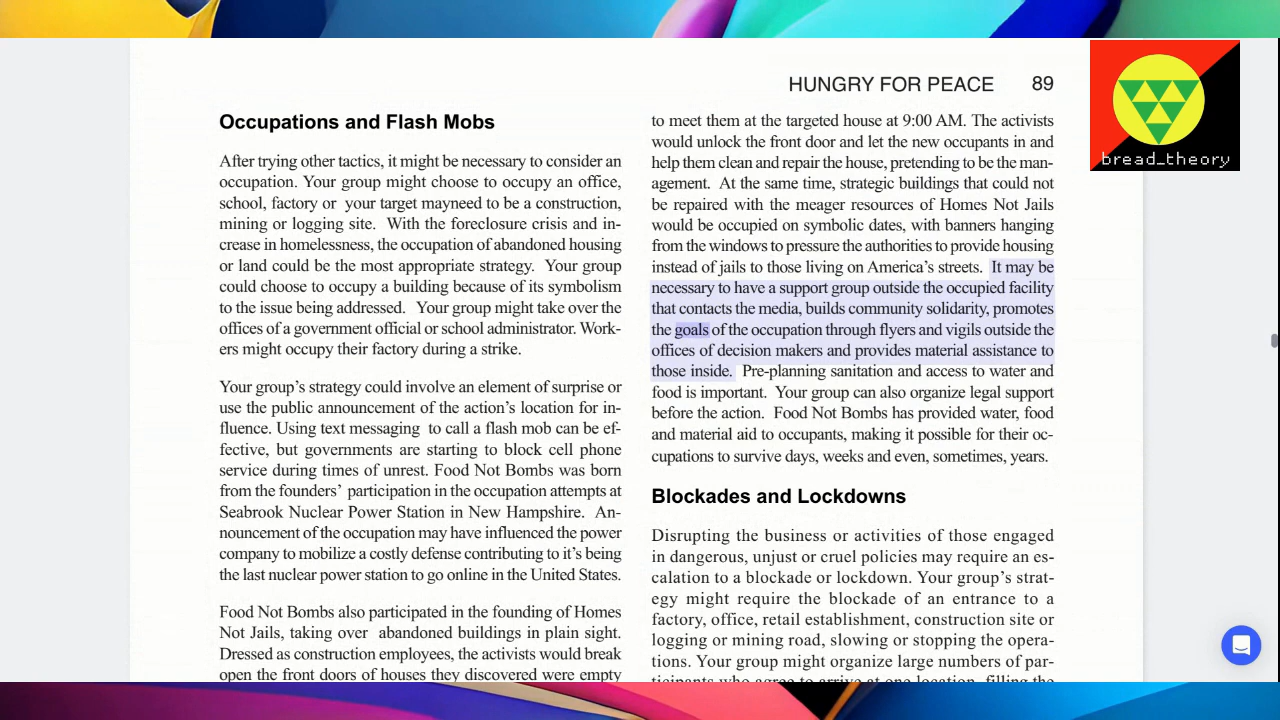 HUNGRY FOR PEACE 89
bread_theory
Occupations and Flash Mobs
After trying other tactics, it might be necessary to consider an
occupation. Your group might choose to occupy an office,
school, factory or your target mayneed to be a construction,
mining or logging site. With the foreclosure crisis and in-
crease in homelessness, the occupation of abandoned housing
or land could be the most appropriate strategy. Your group
could choose to occupy a building because of its symbolism
to the issue being addressed. Your group might take over the
offices of a government official or school administrator. Work-
ers might occupy their factory during a strike.
Your group's strategy could involve an element of surprise or
use the public announcement of the action's location for in-
fluence. Using text messaging to call a flash mob can be ef-
fective, but governments are starting to block cell phone
service during times of unrest. Food Not Bombs was born
from the founders' participation in the occupation attempts at
Seabrook Nuclear Power Station in New Hampshire. An-
nouncement of the occupation may have influenced the power
company to mobilize a costly defense contributing to it's being
the last nuclear power station to go online in the United States.
Food Not Bombs also participated in the founding of Homes
Not Jails, taking over abandoned buildings in plain sight.
Dressed as construction employees, the activists would break
open the front doors of houses they discovered were empty
to meet them at the targeted house at 9:00 AM. The activists
would unlock the front door and let the new occupants in and
help them clean and repair the house, pretending to be the man-
agement. At the same time, strategic buildings that could not
be repaired with the meager resources of Homes Not Jails
would be occupied on symbolic dates, with banners hanging
from the windows to pressure the authorities to provide housing
instead of jails to those living on America's streets. It may be
necessary to have a support group outside the occupied facility
that contacts the media, builds community solidarity, promotes
the goals of the occupation through flyers and vigils outside the
offices of decision makers and provides material assistance to
those inside. Pre-planning sanitation and access to water and
food is important. Your group can also organize legal support
before the action. Food Not Bombs has provided water, food
and material aid to occupants, making it possible for their oc-
cupations to survive days, weeks and even, sometimes, years.
Blockades and Lockdowns
Disrupting the business or activities of those engaged
in dangerous, unjust or cruel policies may require an es-
calation to a blockade or lockdown. Your group's strat-
egy might require the blockade of an entrance to a
factory, office, retail establishment, construction site or
logging or mining road, slowing or stopping the opera-
tions. Your group might organize large numbers of par-
ticipants who agree to arrive at one location, filling the